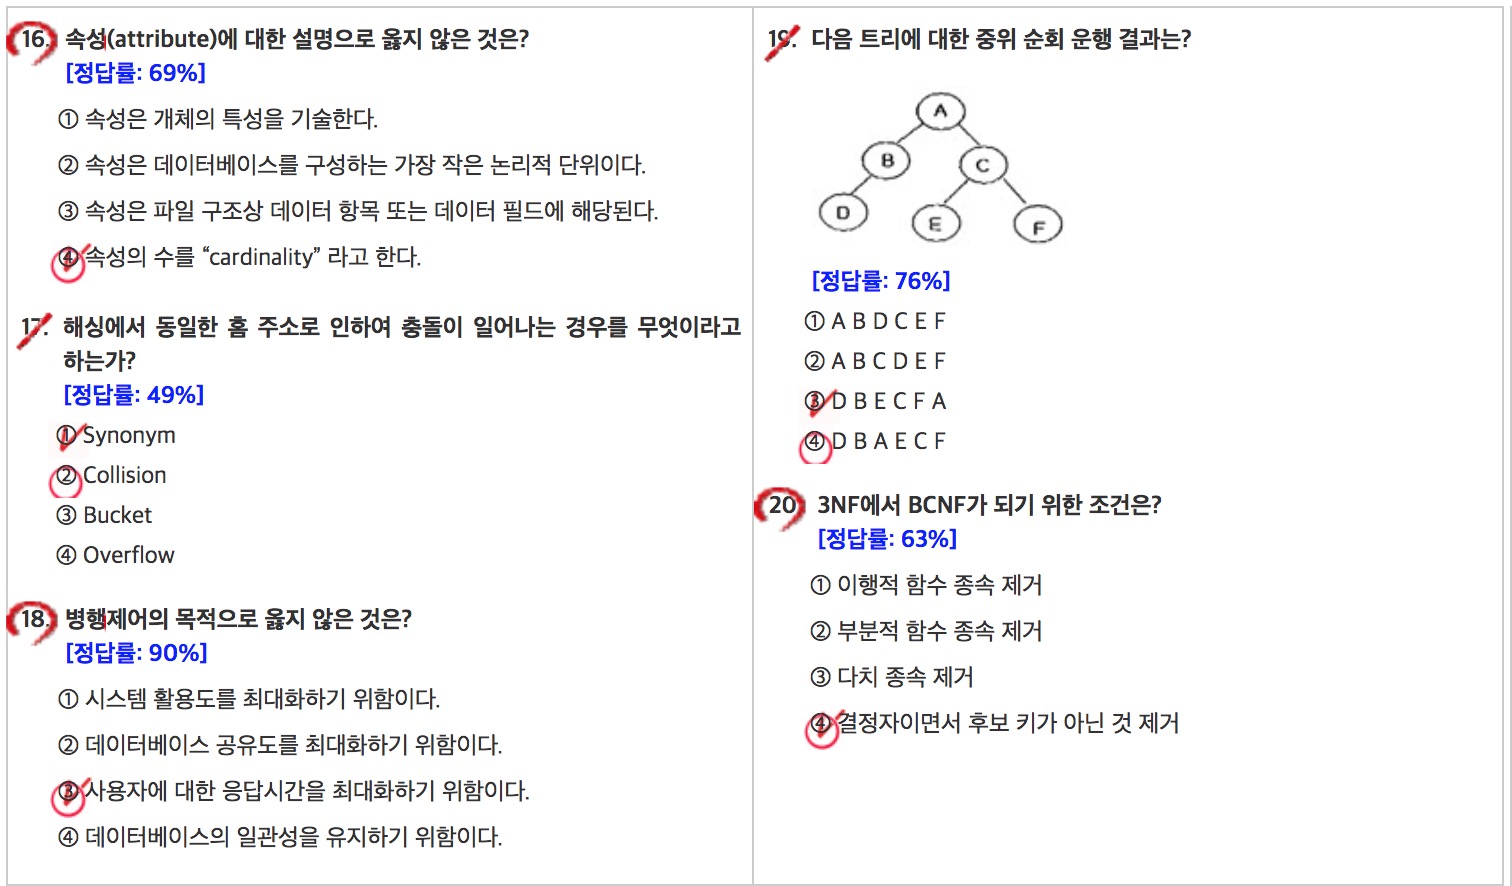 16. 속성(attribute)에 대한 설명으로 옳지 않은 것은?
[정답률: 69%]
① 속성은 개체의 특성을 기술한다.
② 속성은 데이터베이스를 구성하는 가장 작은 논리적 단위이다.
③ 속성은 파일 구조상 데이터 항목 또는 데이터 필드에 해당된다.
④ 속성의 수를 “cardinality” 라고 한다.
17. 해싱에서 동일한 홈 주소로 인하여 충돌이 일어나는 경우를 무엇이라고
하는가?
[정답률: 49%]
① Synonym
② Collision
③ Bucket
④ Overflow
18. 병행제어의 목적으로 옳지 않은 것은?
[정답률: 90%]
① 시스템 활용도를 최대화하기 위함이다.
② 데이터베이스 공유도를 최대화하기 위함이다.
③ 사용자에 대한 응답시간을 최대화하기 위함이다.
④ 데이터베이스의 일관성을 유지하기 위함이다.
19. 다음 트리에 대한 중위 순회 운행 결과는?
A
B C
D E F
[정답률: 76%]
① A B D C E F
② A B C D E F
③ D B E C F A
④ D B A E C F
20. 3NF에서 BCNF가 되기 위한 조건은?
[정답률: 63%]
① 이행적 함수 종속 제거
② 부분적 함수 종속 제거
③ 다치 종속 제거
④ 결정자이면서 후보 키가 아닌 것 제거